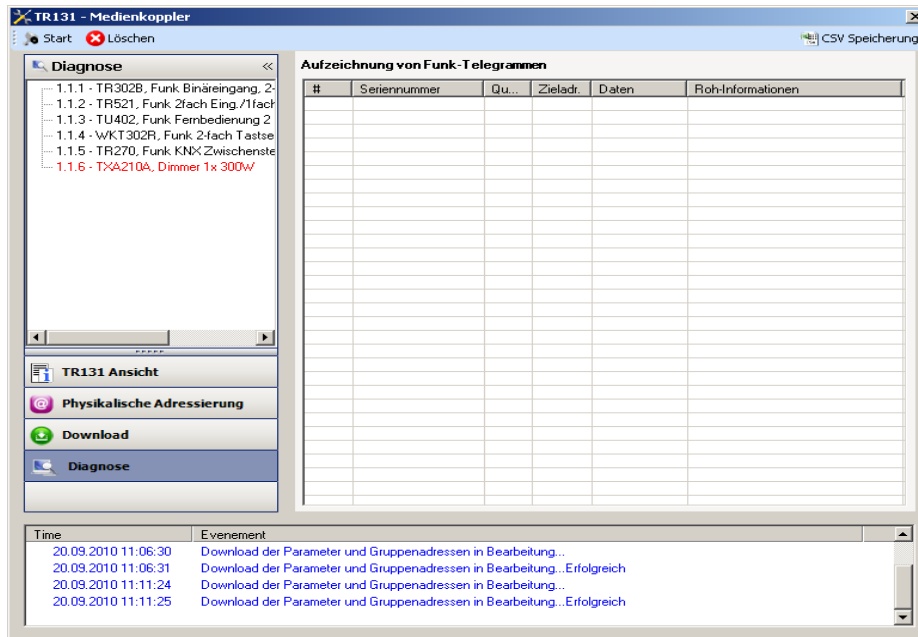 TR131 - Medienkoppler
Start Löschen CSV Speicherung
Diagnose «
1.1.1 - TR302B, Funk Binäreingang, 2-
1.1.2 - TR521, Funk 2fach Eing./1fach
1.1.3 - TU402, Funk Fernbedienung 2
1.1.4 - WKT302R, Funk 2-fach Tastse
1.1.5 - TR270, Funk KNX Zwischenste
1.1.6 - TXA210A, Dimmer 1x 300W
TR131 Ansicht
Physikalische Adressierung
Download
Diagnose
Aufzeichnung von Funk-Telegrammen
# Seriennummer Qu... Zieladr. Daten Roh-Informationen
Time Evenement
20.09.2010 11:06:30 Download der Parameter und Gruppenadressen in Bearbeitung...
20.09.2010 11:06:31 Download der Parameter und Gruppenadressen in Bearbeitung...Erfolgreich
20.09.2010 11:11:24 Download der Parameter und Gruppenadressen in Bearbeitung...
20.09.2010 11:11:25 Download der Parameter und Gruppenadressen in Bearbeitung...Erfolgreich